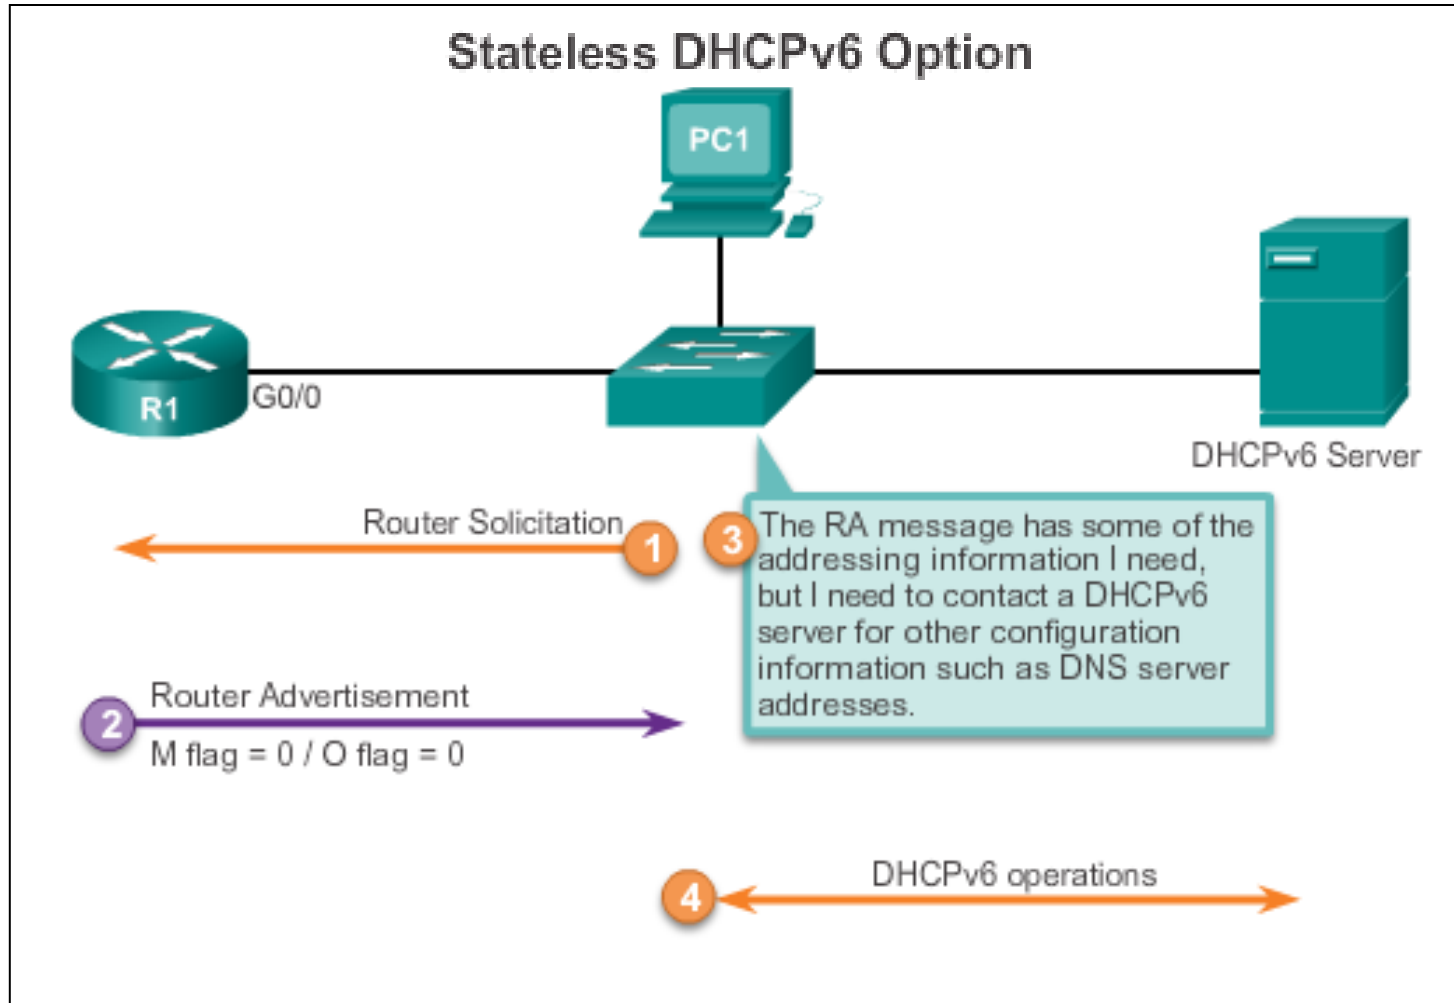 Stateless DHCPv6 Option
PC1
R1
G0/0
DHCPv6 Server
Router Solicitation
1
3
The RA message has some of the
addressing information I need,
but I need to contact a DHCPv6
server for other configuration
information such as DNS server
addresses.
2
Router Advertisement
M flag = 0 / O flag = 0
4
DHCPv6 operations